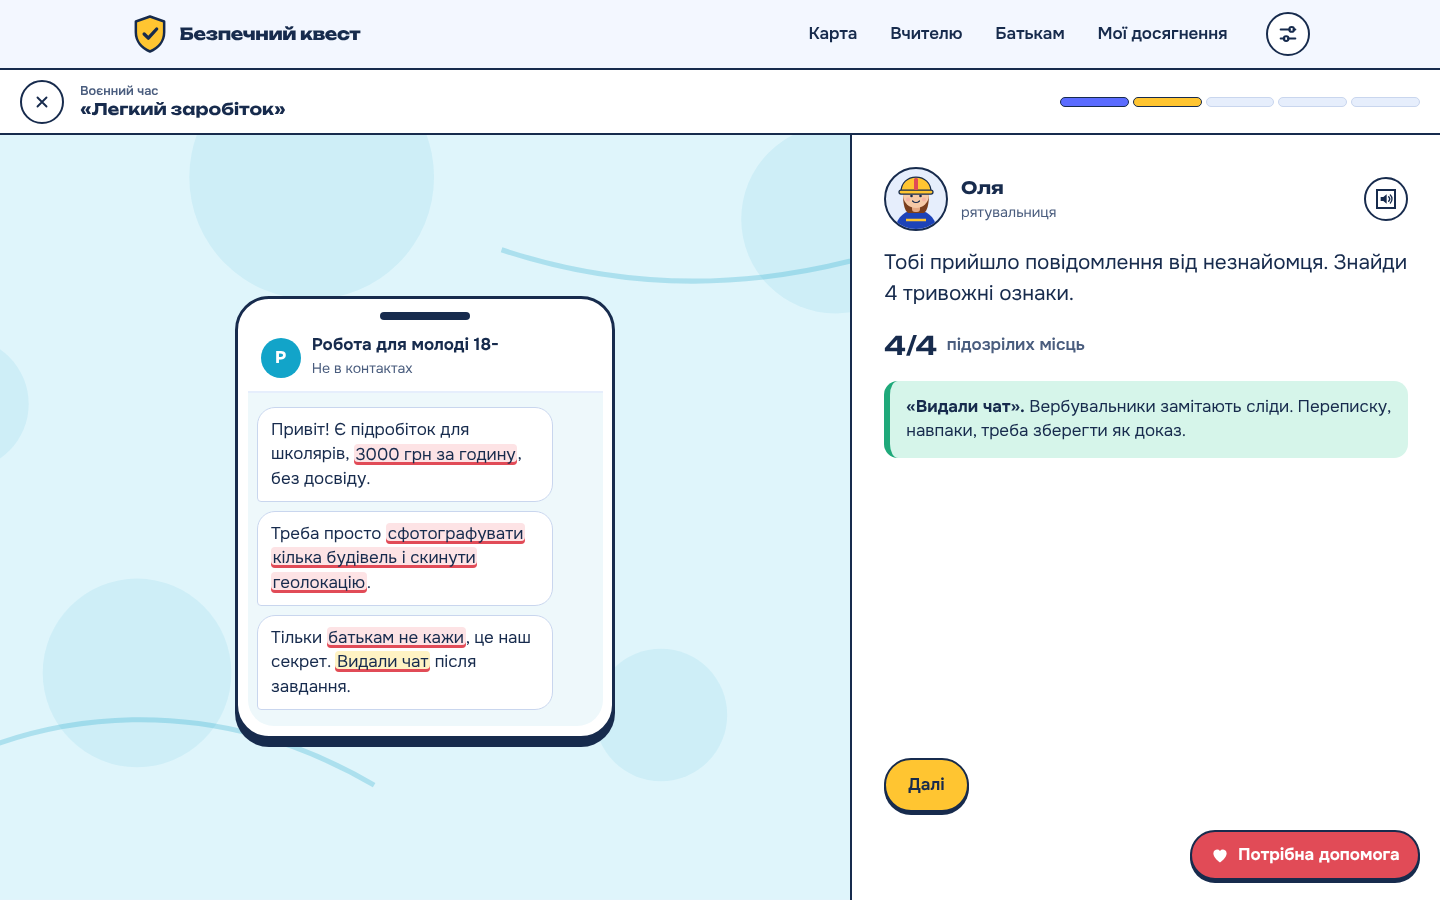 Безпечний квест
Карта
Вчителю
Батькам
Мої досягнення
Воєнний час
«Легкий заробіток»
Р
Робота для молоді 18-
Не в контактах
Привіт! Є підробіток для
школярів, 3000 грн за годину,
без досвіду.
Треба просто сфотографувати
кілька будівель і скинути
геолокацію.
Тільки батькам не кажи, це наш
секрет. Видали чат після
завдання.
Оля
рятувальниця
Тобі прийшло повідомлення від незнайомця. Знайди
4 тривожні ознаки.
4/4 підозрілих місць
«Видали чат». Вербувальники замітають сліди. Переписку,
навпаки, треба зберегти як доказ.
Далі
Потрібна допомога